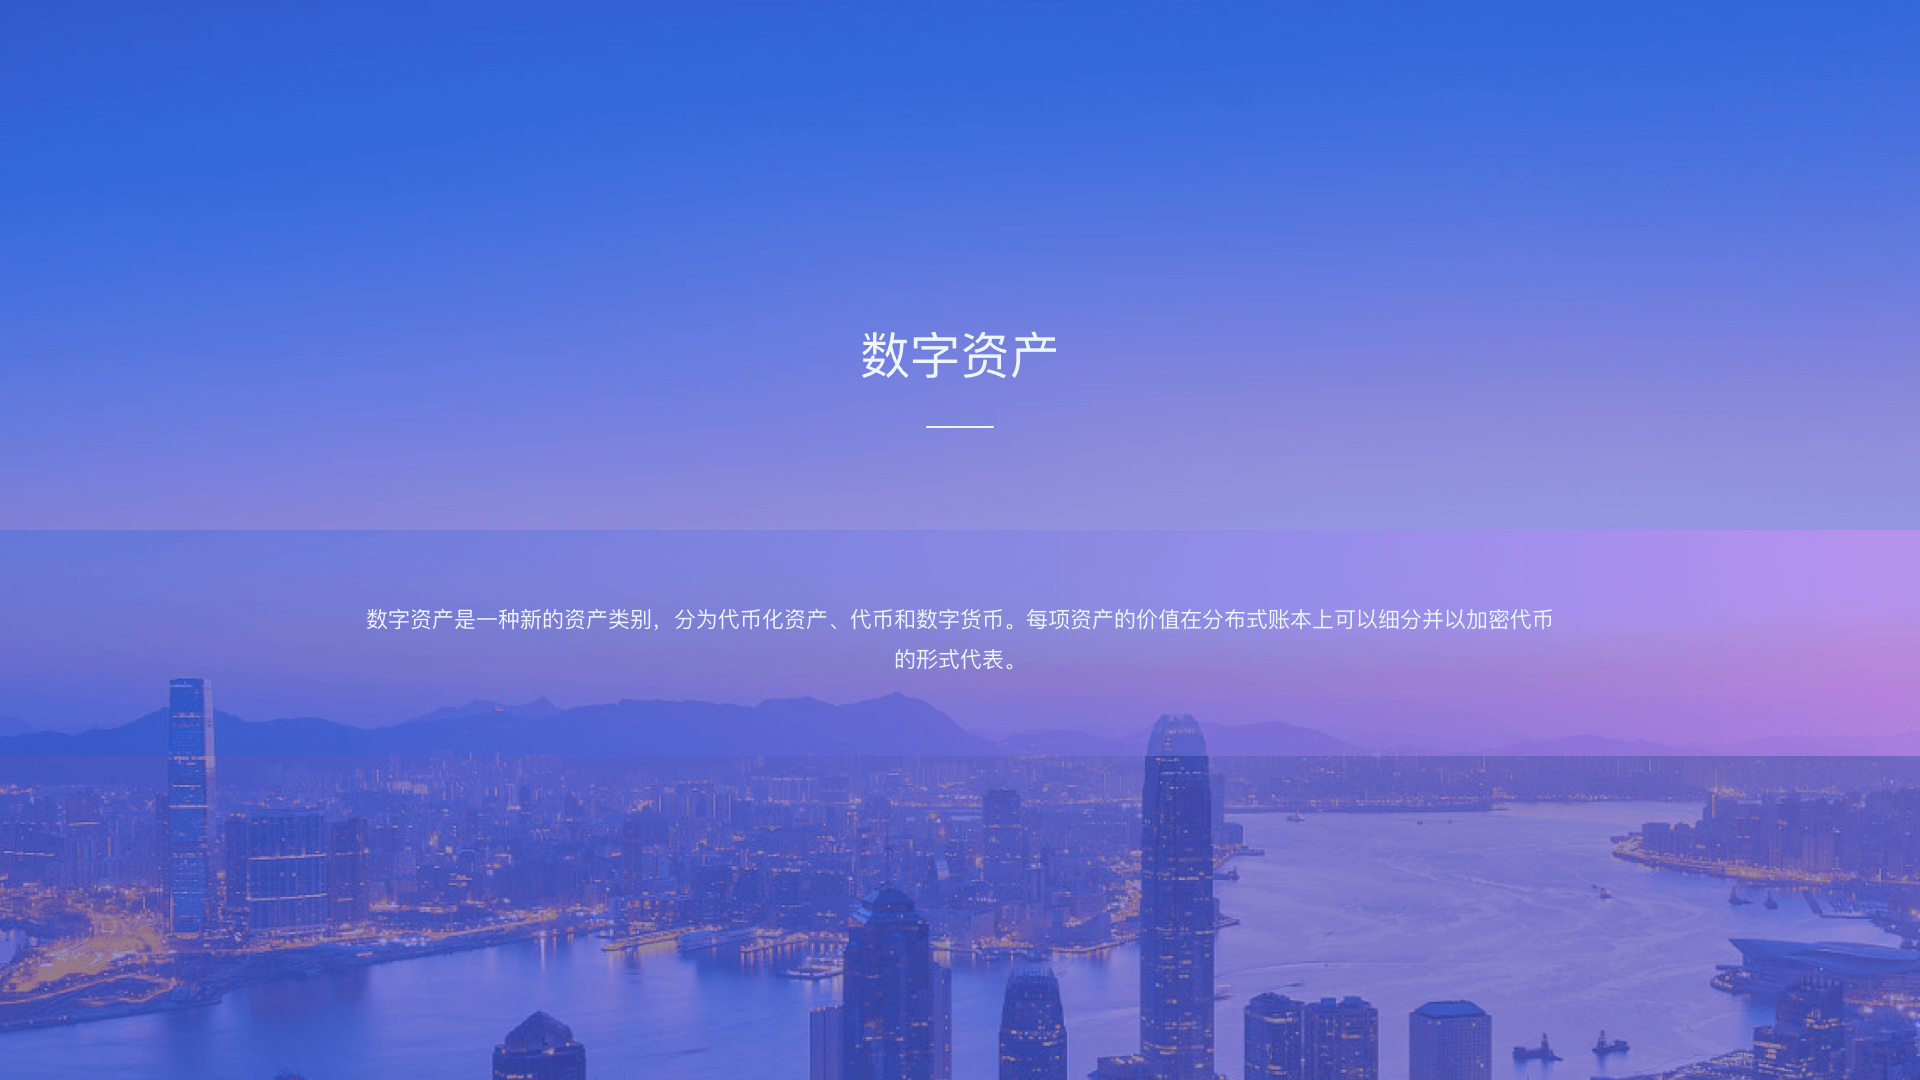 数字资产
数字资产是一种新的资产类别，分为代币化资产、代币和数字货币。每项资产的价值在分布式账本上可以细分并以加密代币
的形式代表。